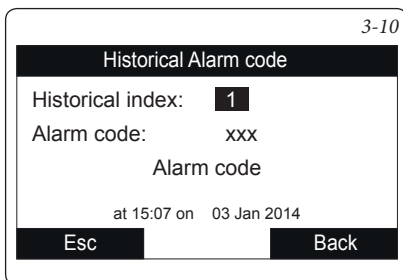 3-10
Historical Alarm code
Historical index: 1
Alarm code: xxx
Alarm code
at 15:07 on 03 Jan 2014
Esc Back